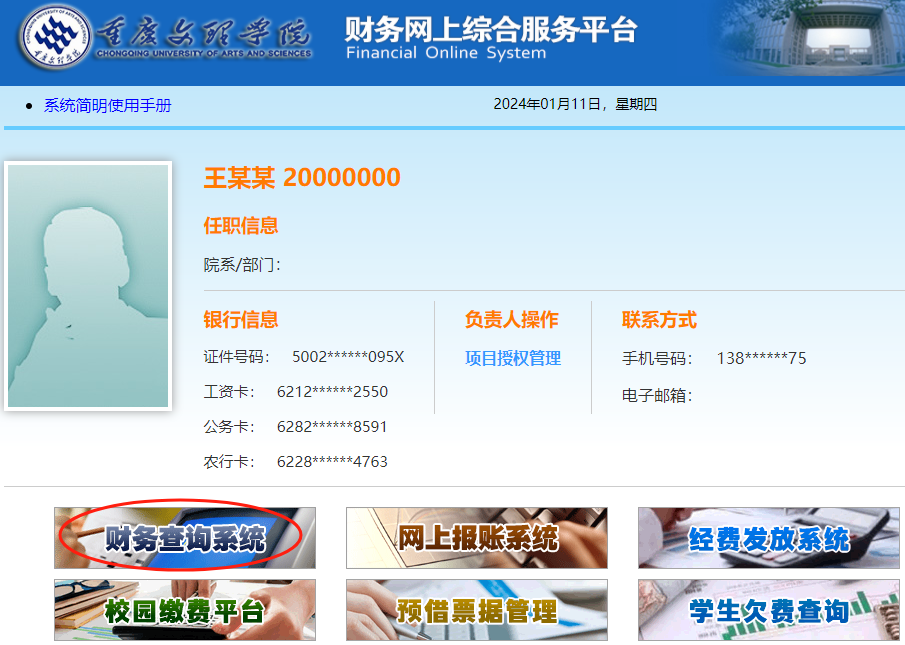 重庆文理学院
CHONGQING UNIVERSITY OF ARTS AND SCIENCES
财务网上综合服务平台
Financial Online System
系统简明使用手册
2024年01月11日，星期四
王某某 20000000
任职信息
院系/部门：
银行信息
证件号码： 5002******095X
工资卡： 6212******2550
公务卡： 6282******8591
农行卡： 6228******4763
负责人操作
项目授权管理
联系方式
手机号码： 138******75
电子邮箱：
财务查询系统
网上报账系统
经费发放系统
校园缴费平台
预借票据管理
学生欠费查询